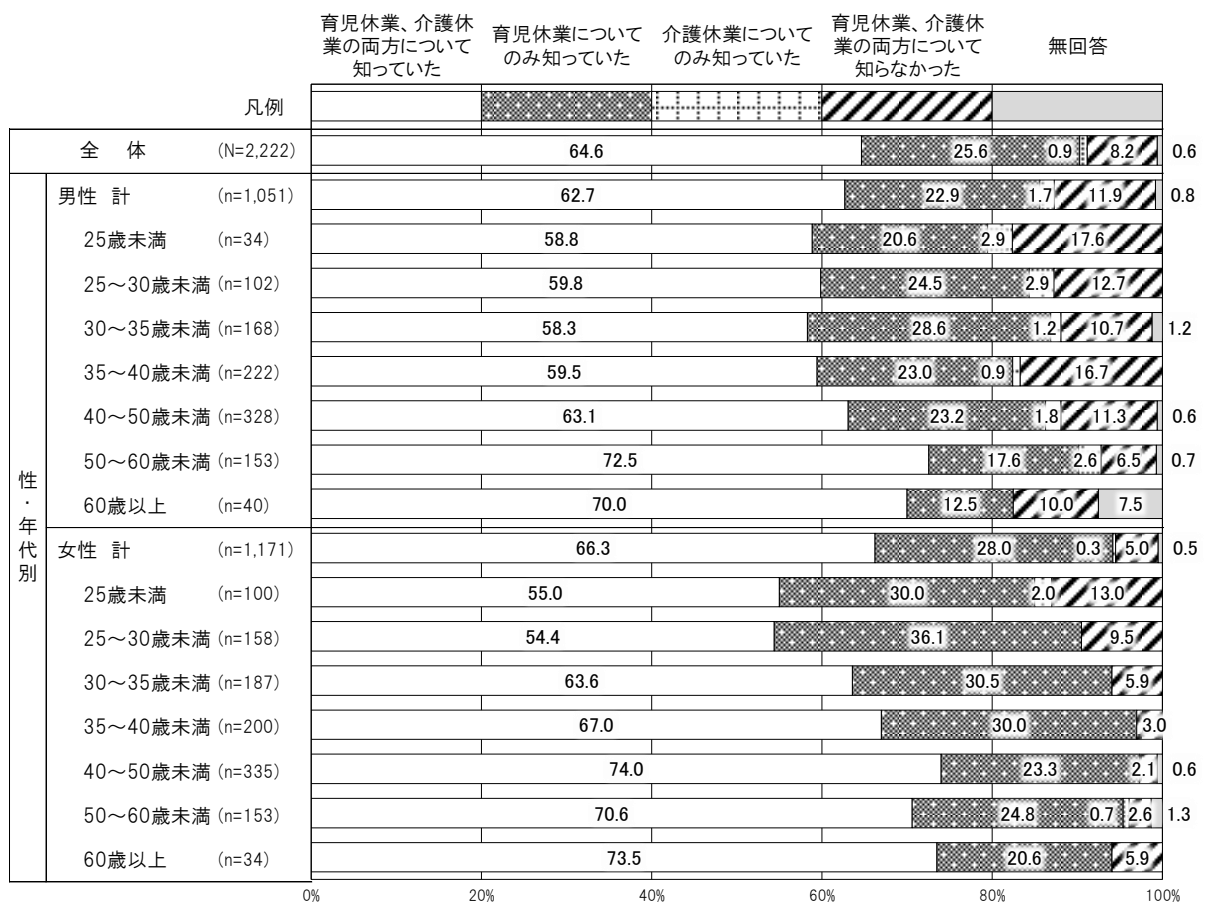 育児休業、介護休
業の両方について
知っていた
育児休業について
のみ知っていた
介護休業について
のみ知っていた
育児休業、介護休
業の両方について
知らなかった
無回答
凡例
全 体 (N=2,222) 64.6 25.6 0.9 8.2 0.6
性・年代別
男性 計 (n=1,051) 62.7 22.9 1.7 11.9 0.8
25歳未満 (n=34) 58.8 20.6 2.9 17.6
25～30歳未満 (n=102) 59.8 24.5 2.9 12.7
30～35歳未満 (n=168) 58.3 28.6 1.2 10.7 1.2
35～40歳未満 (n=222) 59.5 23.0 0.9 16.7
40～50歳未満 (n=328) 63.1 23.2 1.8 11.3 0.6
50～60歳未満 (n=153) 72.5 17.6 2.6 6.5 0.7
60歳以上 (n=40) 70.0 12.5 10.0 7.5
女性 計 (n=1,171) 66.3 28.0 0.3 5.0 0.5
25歳未満 (n=100) 55.0 30.0 2.0 13.0
25～30歳未満 (n=158) 54.4 36.1 9.5
30～35歳未満 (n=187) 63.6 30.5 5.9
35～40歳未満 (n=200) 67.0 30.0 3.0
40～50歳未満 (n=335) 74.0 23.3 2.1 0.6
50～60歳未満 (n=153) 70.6 24.8 0.7 2.6 1.3
60歳以上 (n=34) 73.5 20.6 5.9
0% 20% 40% 60% 80% 100%